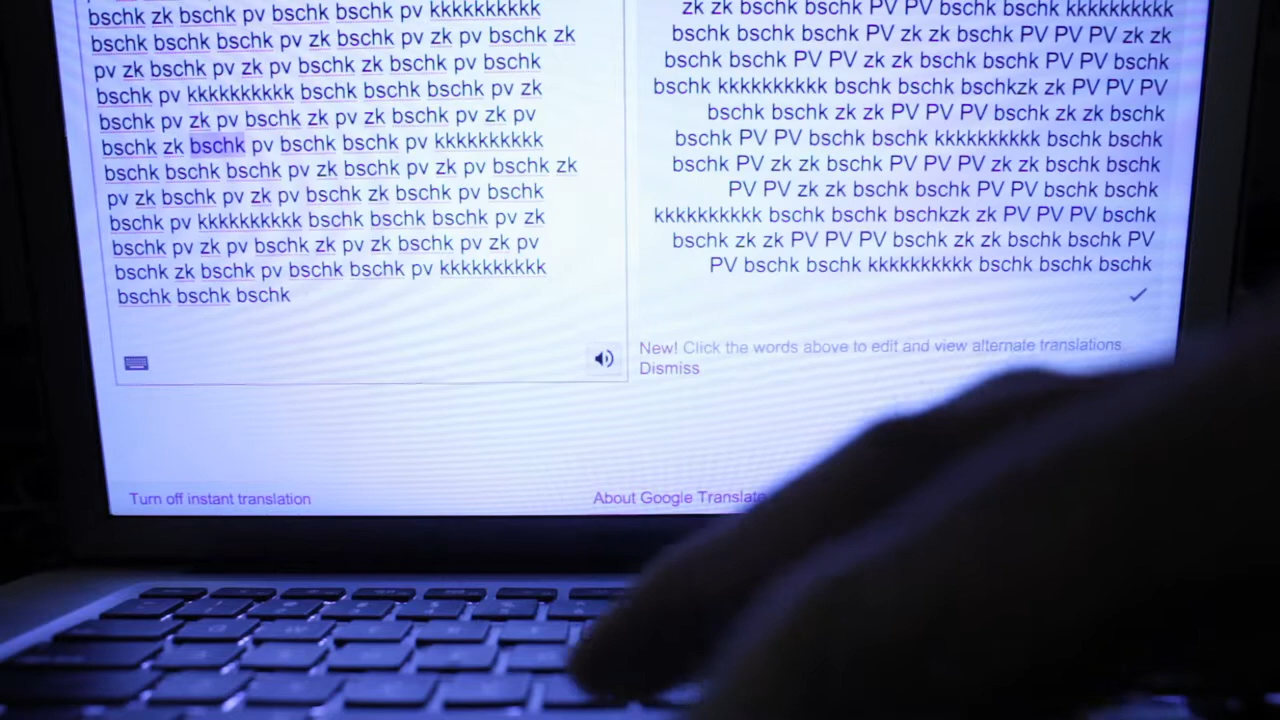 bschk zk bschk pv bschk bschk pv kkkkkkkkkk
bschk bschk bschk pv zk bschk pv zk pv bschk zk
pv zk bschk pv zk pv bschk zk bschk pv bschk
bschk pv kkkkkkkkkk bschk bschk bschk pv zk
bschk pv zk pv bschk zk pv zk bschk pv zk pv
bschk zk bschk pv bschk bschk pv kkkkkkkkkk
bschk bschk bschk pv zk bschk pv zk pv bschk zk
pv zk bschk pv zk pv bschk zk bschk pv bschk
bschk pv kkkkkkkkkk bschk bschk bschk pv zk
bschk pv zk pv bschk zk pv zk bschk pv zk pv
bschk zk bschk pv bschk bschk pv kkkkkkkkkk
bschk bschk bschk
zk zk bschk bschk PV PV bschk bschk kkkkkkkkkk
bschk bschk bschk PV zk zk bschk PV PV PV zk zk
bschk bschk PV PV zk zk bschk bschk PV PV bschk
bschk kkkkkkkkkk bschk bschk bschkzk zk PV PV PV
bschk bschk zk zk PV PV PV bschk zk zk bschk
bschk PV PV bschk bschk kkkkkkkkkk bschk bschk
bschk PV zk zk bschk PV PV PV zk zk bschk bschk
PV PV zk zk bschk bschk PV PV bschk bschk
kkkkkkkkkk bschk bschk bschkzk zk PV PV PV bschk
bschk zk zk PV PV PV bschk zk zk bschk bschk PV
PV bschk bschk kkkkkkkkkk bschk bschk bschk
New! Click the words above to edit and view alternate translations.
Dismiss
Turn off instant translation
About Google Translate